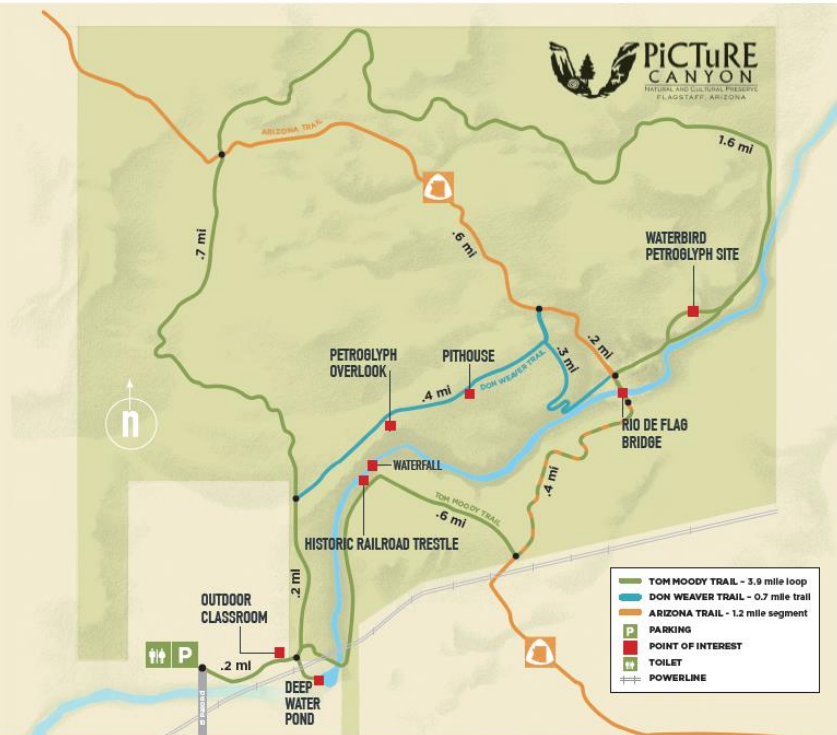 PiCTuRE
CANYON
NATURAL AND CULTURAL PRESERVE
FLAGSTAFF, ARIZONA
ARIZONA TRAIL
1.6 mi
.7 mi
.6 mi
WATERBIRD
PETROGLYPH SITE
PETROGLYPH
OVERLOOK
PITHOUSE
.2 mi
.3 mi
DON WEAVER TRAIL
.4 mi
n
RIO DE FLAG
BRIDGE
WATERFALL
.4 mi
TOM MOODY TRAIL
.6 mi
HISTORIC RAILROAD TRESTLE
.2 mi
OUTDOOR
CLASSROOM
P
.2 mi
DEEP
WATER
POND
TOM MOODY TRAIL - 3.9 mile loop
DON WEAVER TRAIL - 0.7 mile trail
ARIZONA TRAIL - 1.2 mile segment
P PARKING
POINT OF INTEREST
TOILET
POWERLINE